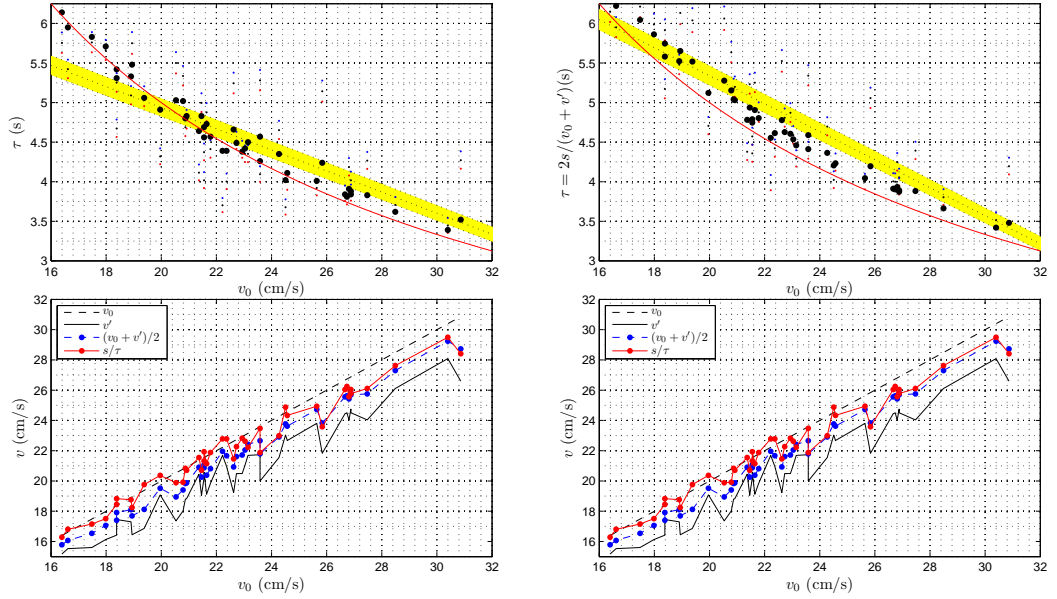 6
5.5
5
4.5
4
3.5
3
τ (s)
16 18 20 22 24 26 28 30 32
v₀ (cm/s)
6
5.5
5
4.5
4
3.5
3
τ = 2s/(v₀ + v′)(s)
16 18 20 22 24 26 28 30 32
v₀ (cm/s)
32
30
28
26
24
22
20
18
16
v (cm/s)
v₀
v′
(v₀ + v′)/2
s/τ
16 18 20 22 24 26 28 30 32
v₀ (cm/s)
32
30
28
26
24
22
20
18
16
v (cm/s)
v₀
v′
(v₀ + v′)/2
s/τ
16 18 20 22 24 26 28 30 32
v₀ (cm/s)